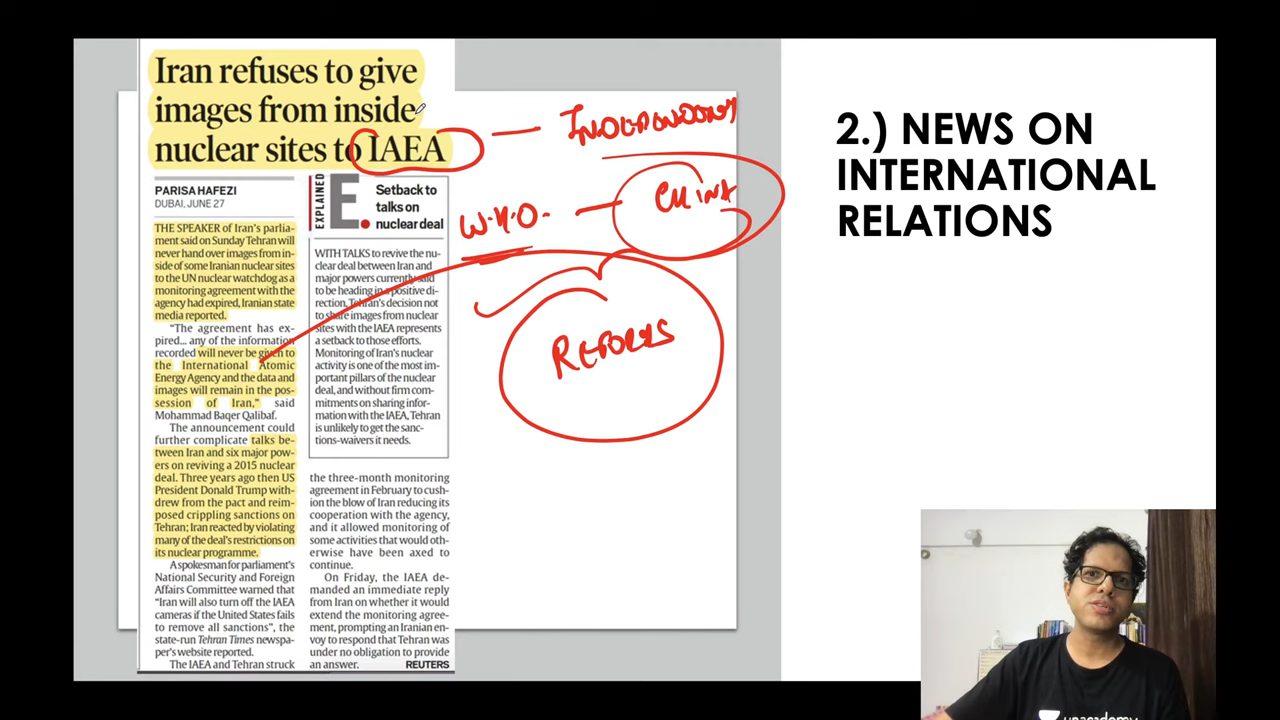 Iran refuses to give
images from inside
nuclear sites to IAEA
PARISA HAFEZI
DUBAI, JUNE 27
THE SPEAKER of Iran's parlia-
ment said on Sunday Tehran will
never hand over images from in-
side of some Iranian nuclear sites
to the UN nuclear watchdog as a
monitoring agreement with the
agency had expired, Iranian state
media reported.
"The agreement has ex-
pired... any of the information
recorded will never be given to
the International Atomic
Energy Agency and the data and
images will remain in the pos-
session of Iran," said
Mohammad Baqer Qalibaf.
The announcement could
further complicate talks be-
tween Iran and six major pow-
ers on reviving a 2015 nuclear
deal. Three years ago then US
President Donald Trump with-
drew from the pact and reim-
posed crippling sanctions on
Tehran; Iran reacted by violating
many of the deal's restrictions on
its nuclear programme.
A spokesman for parliament's
National Security and Foreign
Affairs Committee warned that
"Iran will also turn off the IAEA
cameras if the United States fails
to remove all sanctions", the
state-run Tehran Times newspa-
per's website reported.
The IAEA and Tehran struck
EXPLAINED
E.
Setback to
talks on
nuclear deal
WITH TALKS to revive the nu-
clear deal between Iran and
major powers currently said
to be heading in a positive di-
rection, Tehran's decision not
to share images from nuclear
sites with the IAEA represents
a setback to those efforts.
Monitoring of Iran's nuclear
activity is one of the most im-
portant pillars of the nuclear
deal, and without firm com-
mitments on sharing infor-
mation with the IAEA, Tehran
is unlikely to get the sanc-
tions-waivers it needs.
the three-month monitoring
agreement in February to cush-
ion the blow of Iran reducing its
cooperation with the agency,
and it allowed monitoring of
some activities that would oth-
erwise have been axed to
continue.
On Friday, the IAEA de-
manded an immediate reply
from Iran on whether it would
extend the monitoring agree-
ment, prompting an Iranian en-
voy to respond that Tehran was
under no obligation to provide
an answer. REUTERS
INDEPENDENT
W.H.O. — CHINA
REFORMS
2.) NEWS ON
INTERNATIONAL
RELATIONS
unacademy